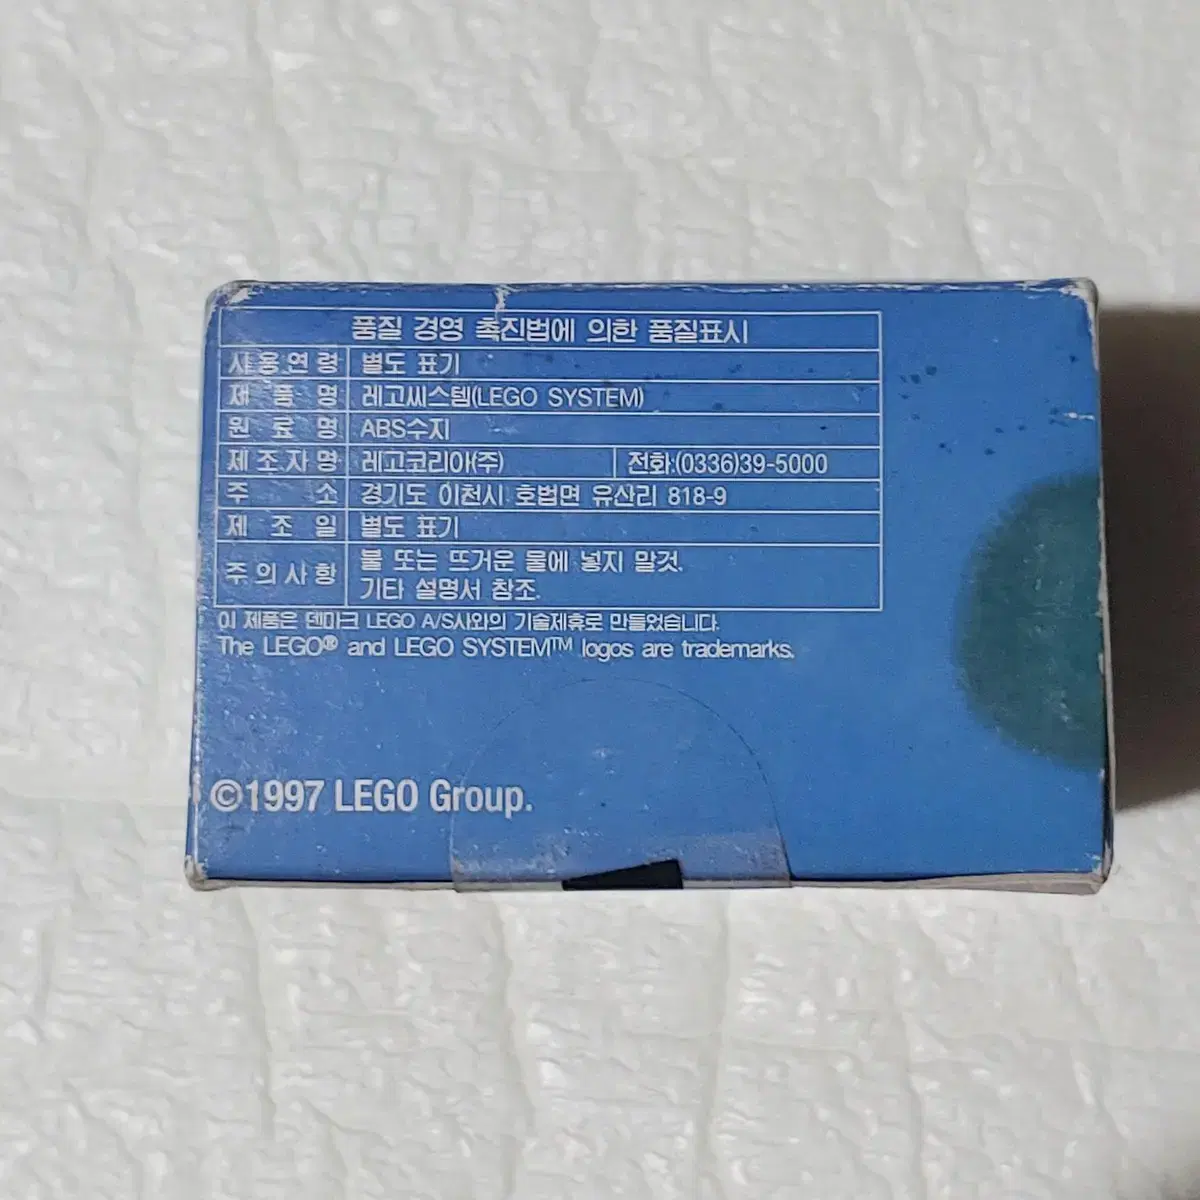 품질 경영 촉진법에 의한 품질표시
사용연령 별도 표기
제 품 명 레고씨스템(LEGO SYSTEM)
원 료 명 ABS수지
제조자명 레고코리아(주) 전화:(0336)39-5000
주 소 경기도 이천시 호법면 유산리 818-9
제 조 일 별도 표기
주의사항 불 또는 뜨거운 물에 넣지 말것.
기타 설명서 참조.
이 제품은 덴마크 LEGO A/S사와의 기술제휴로 만들었습니다.
The LEGO® and LEGO SYSTEM™ logos are trademarks.
©1997 LEGO Group.